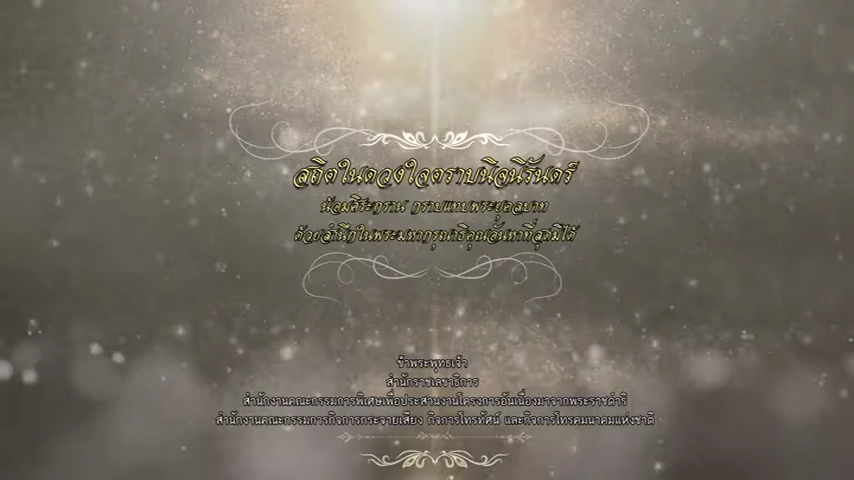 สถิตในดวงใจตราบนิจนิรันดร์
น้อมศิระกราน กราบแทบพระยุคลบาท
ด้วยสำนึกในพระมหากรุณาธิคุณอันหาที่สุดมิได้
ข้าพระพุทธเจ้า
สำนักราชเลขาธิการ
สำนักงานคณะกรรมการพิเศษเพื่อประสานงานโครงการอันเนื่องมาจากพระราชดำริ
สำนักงานคณะกรรมการกิจการกระจายเสียง กิจการโทรทัศน์ และกิจการโทรคมนาคมแห่งชาติ